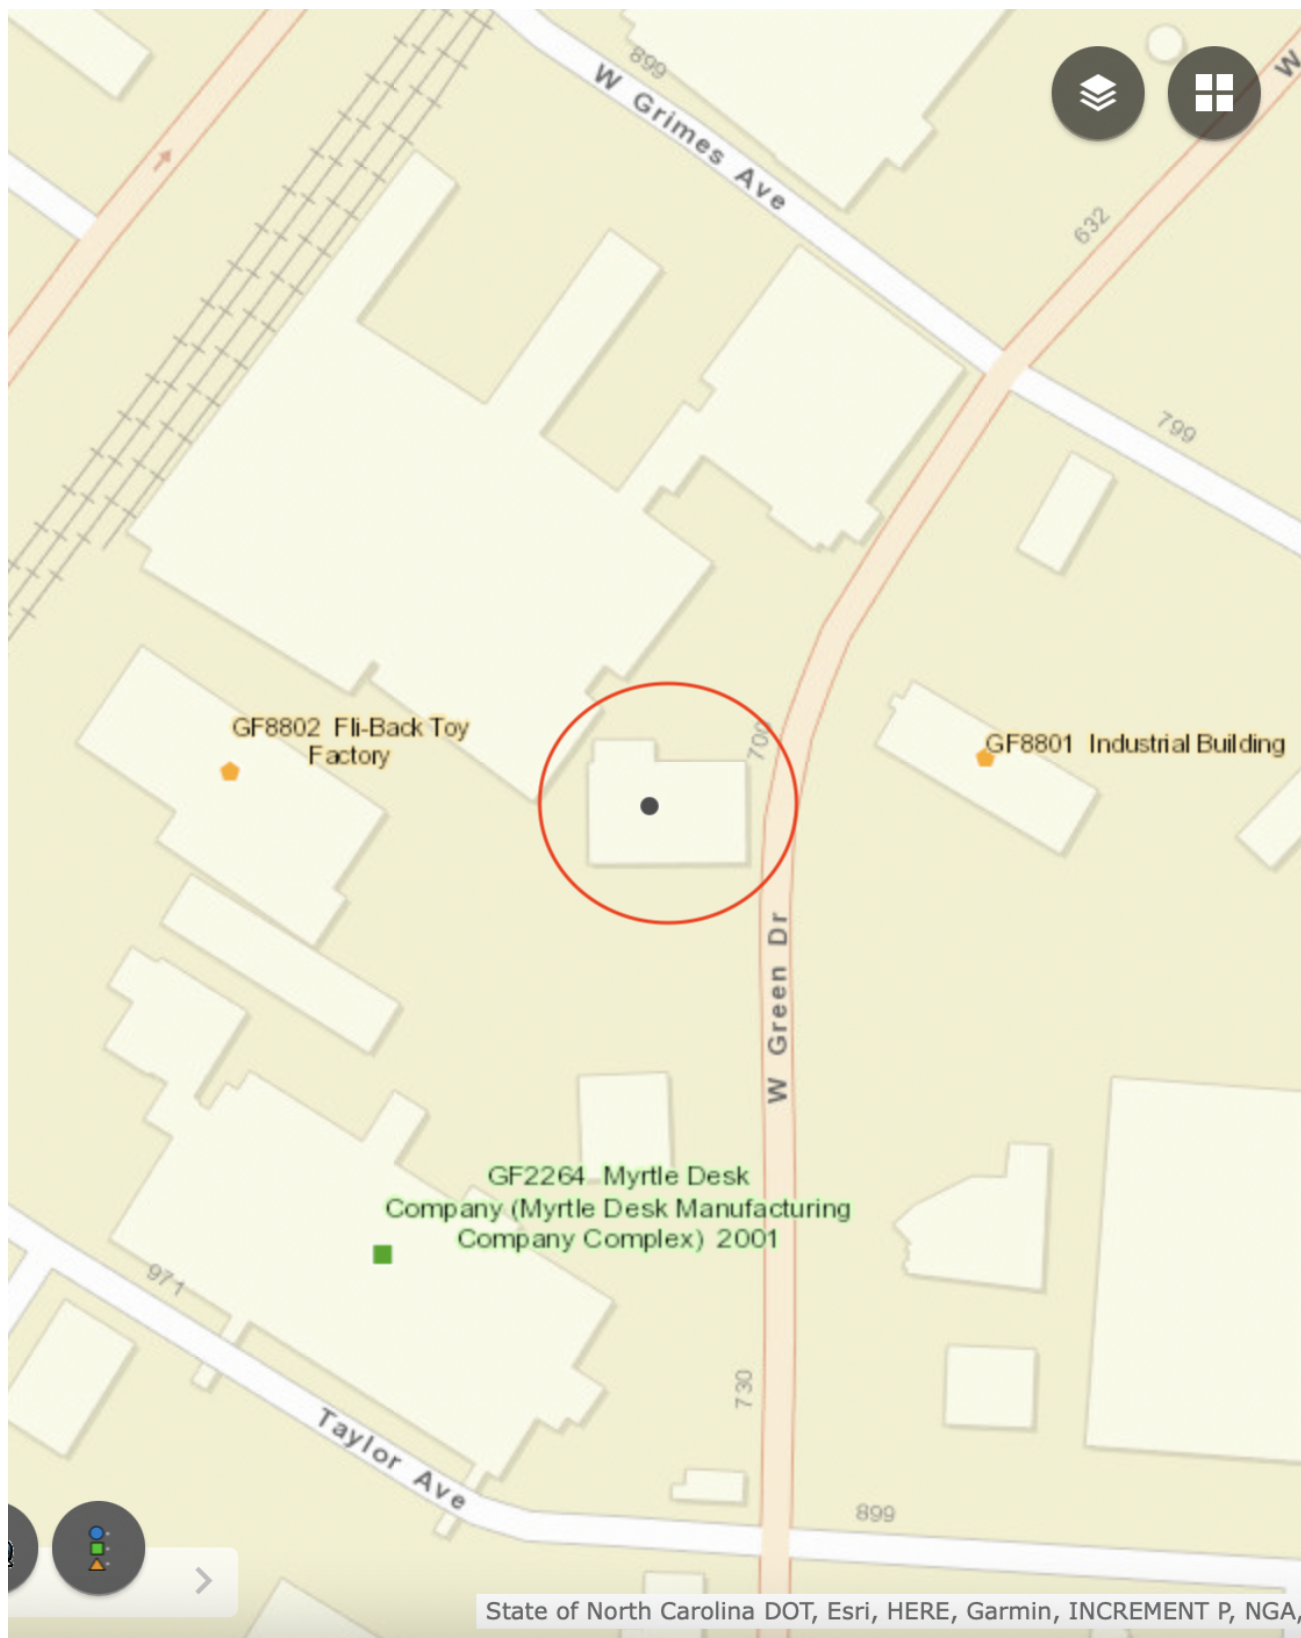 899
W Grimes Ave
W
632
799
GF8802 Fli-Back Toy
Factory
700
GF8801 Industrial Building
W Green Dr
GF2264 Myrtle Desk
Company (Myrtle Desk Manufacturing
Company Complex) 2001
971
730
Taylor Ave
899
State of North Carolina DOT, Esri, HERE, Garmin, INCREMENT P, NGA,